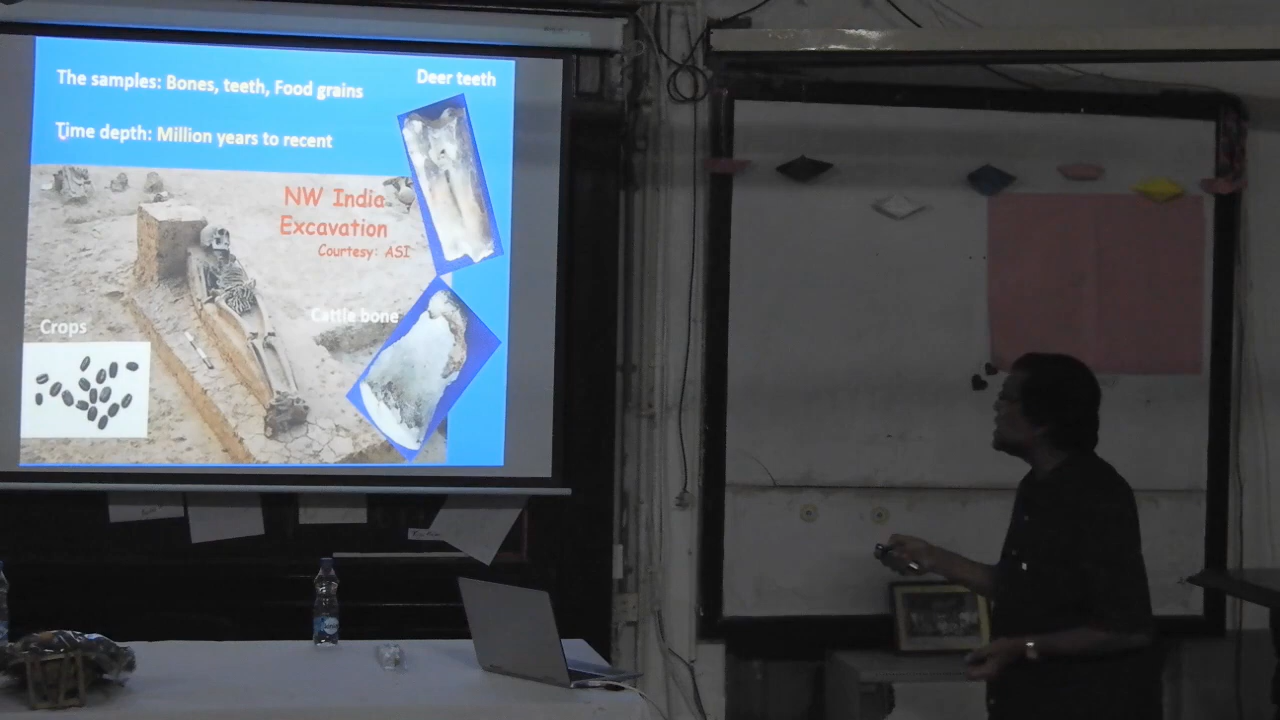 The samples: Bones, teeth, Food grains
Deer teeth
Time depth: Million years to recent
NW India
Excavation
Courtesy: ASI
Cattle bone
Crops